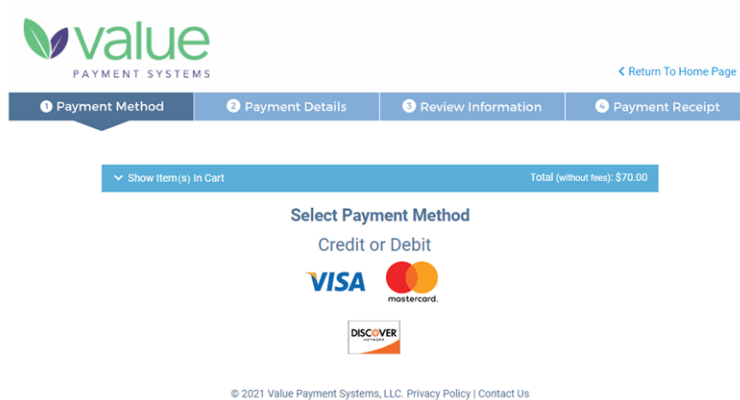 value
PAYMENT SYSTEMS
Return To Home Page
1 Payment Method
2 Payment Details
3 Review Information
4 Payment Receipt
Show Item(s) In Cart
Total (without fees): $70.00
Select Payment Method
Credit or Debit
VISA
mastercard.
DISCOVER
NETWORK
© 2021 Value Payment Systems, LLC. Privacy Policy | Contact Us